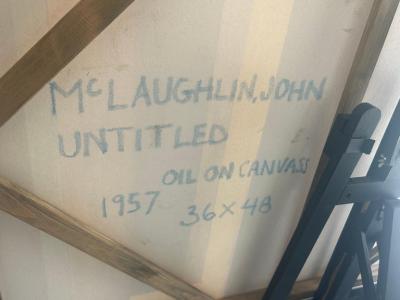 McLAUGHLIN, JOHN
UNTITLED
OIL ON CANVASS
1957 36×48